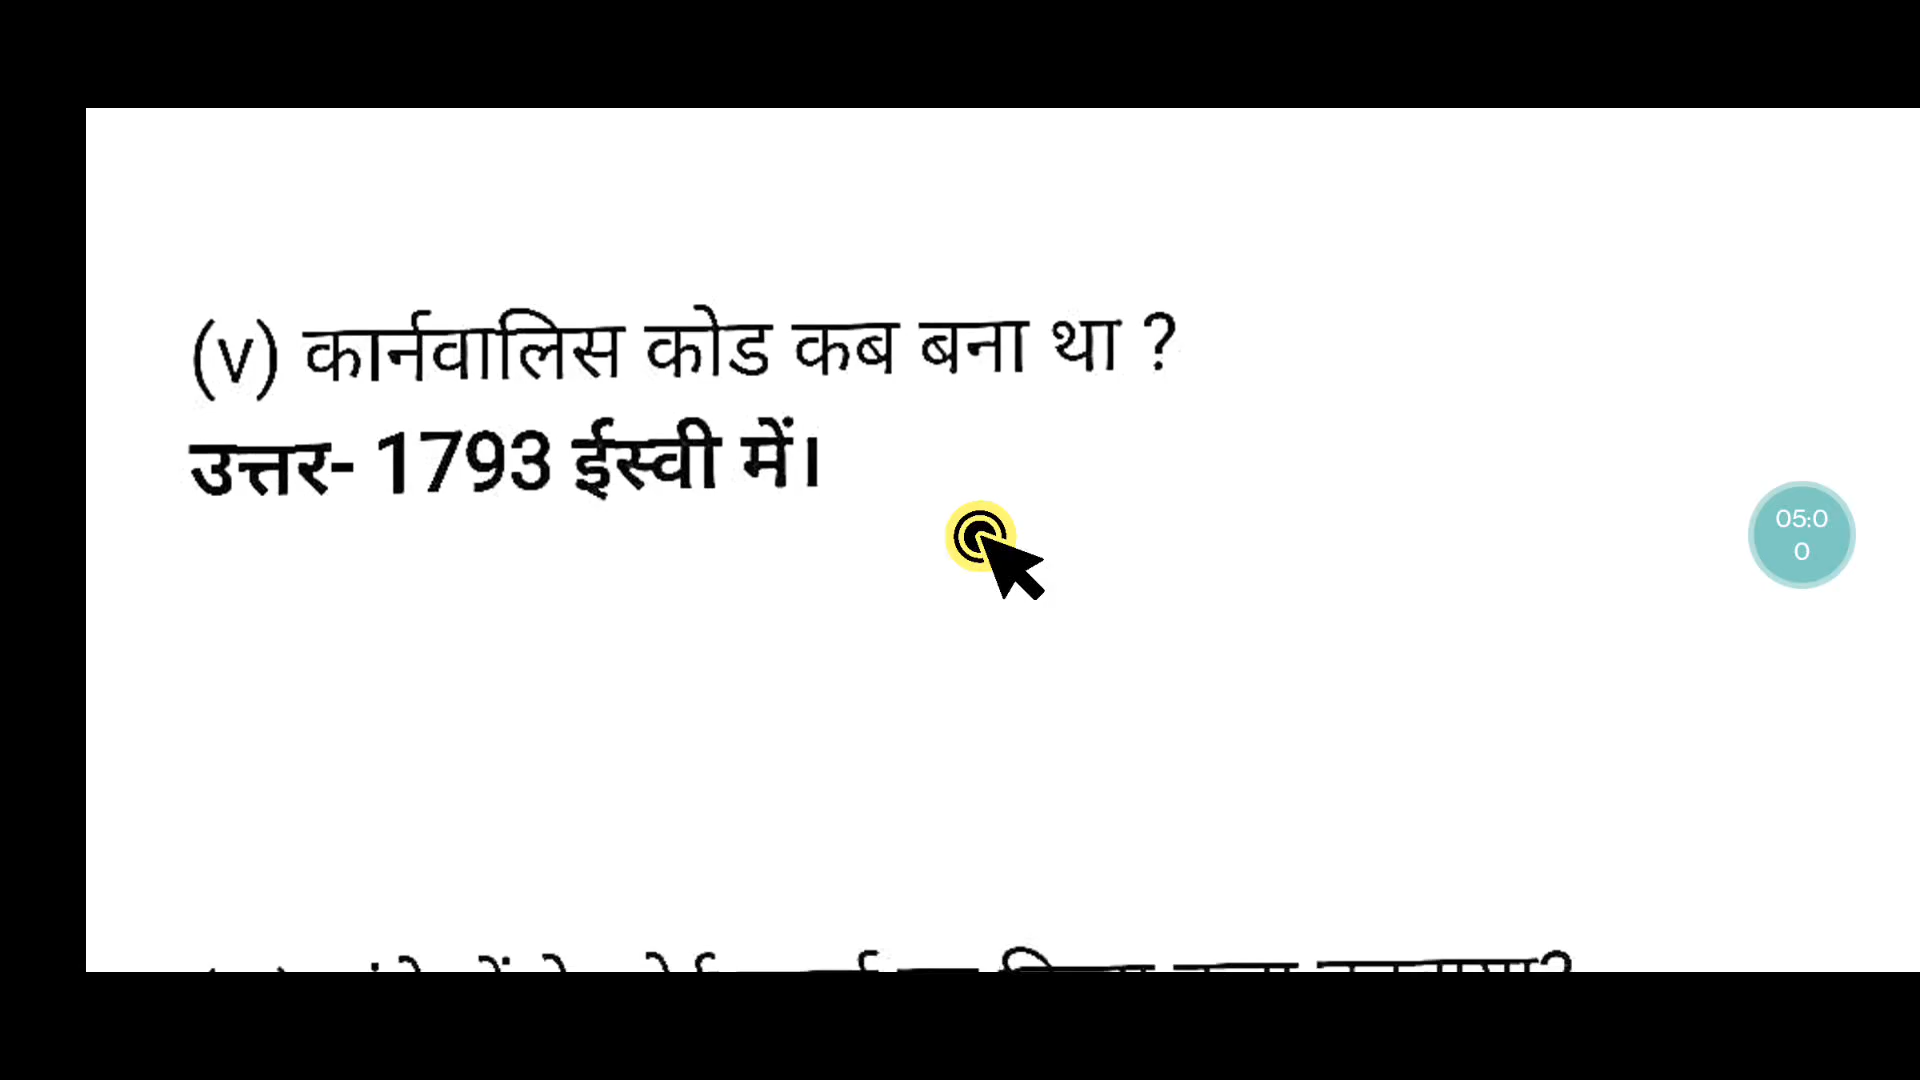 (v) कार्नवालिस कोड कब बना था ?
उत्तर- 1793 ईस्वी में।
05:0
0